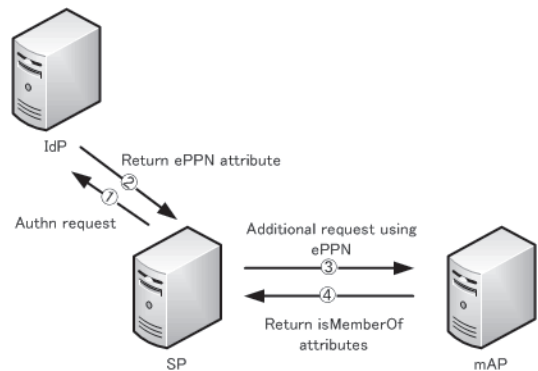 IdP
Return ePPN attribute
②
①
Authn request
Additional request using
ePPN
③
④
Return isMemberOf
attributes
SP
mAP